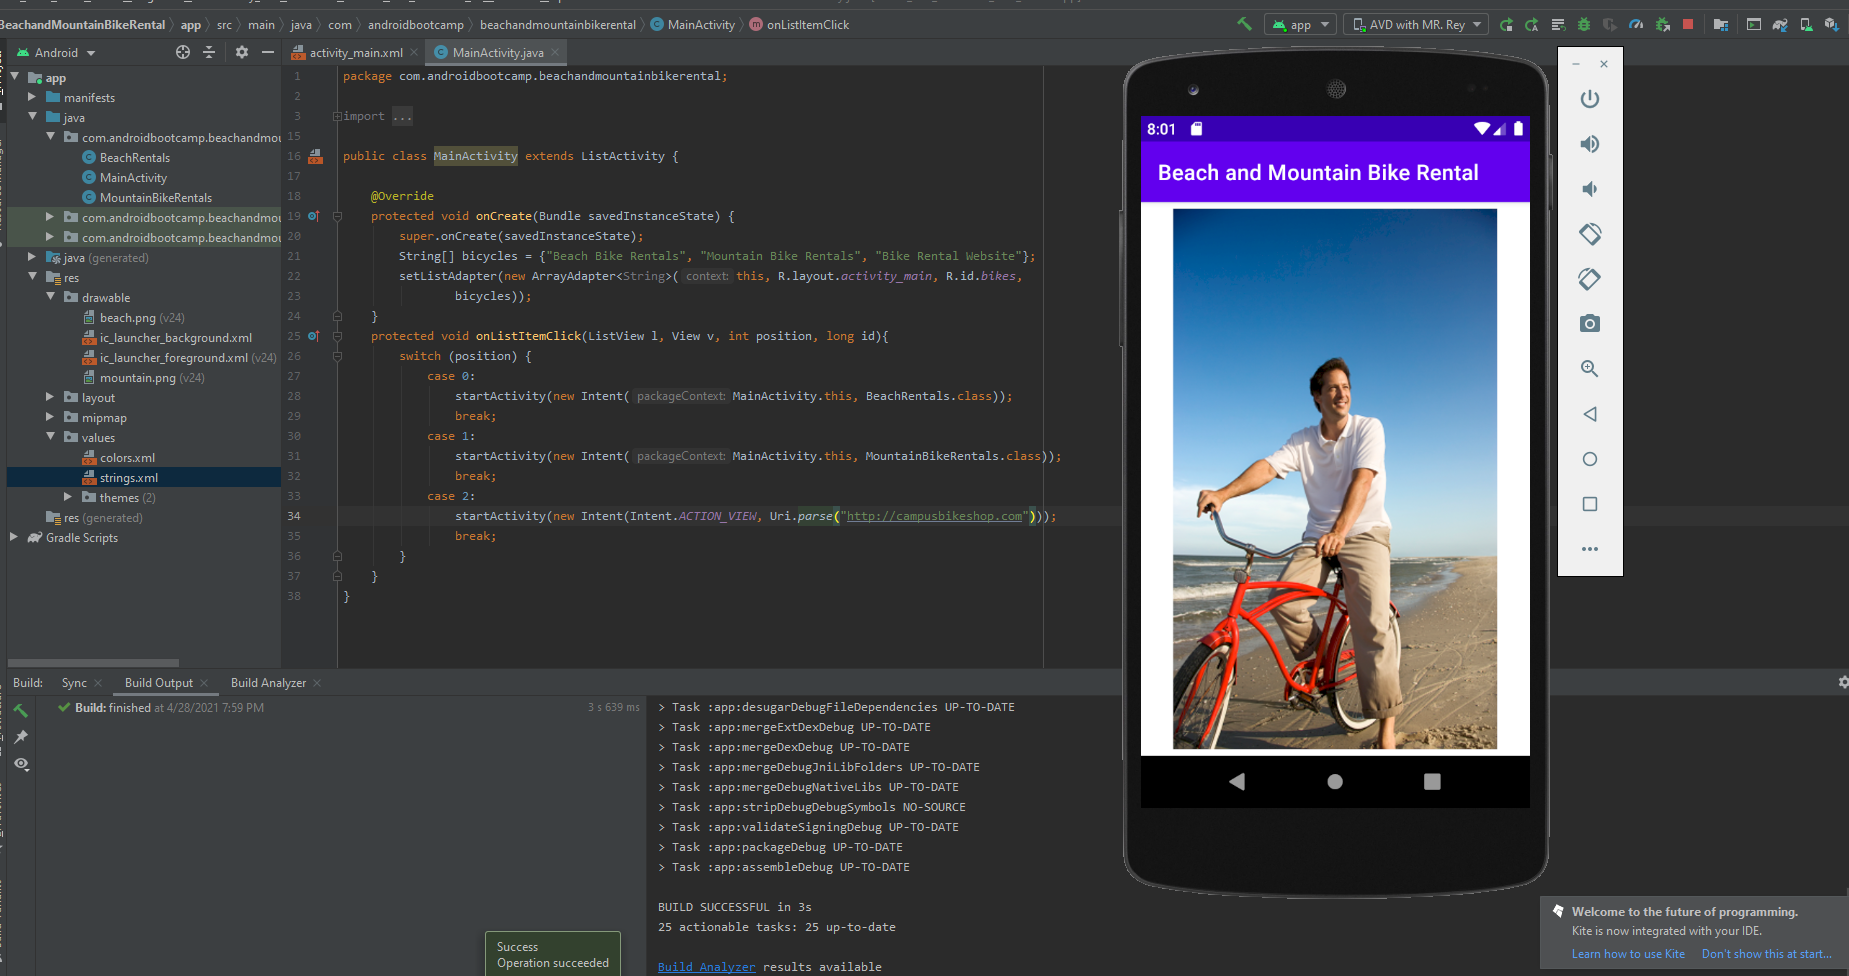 BeachandMountainBikeRental app src main java com androidbootcamp beachandmountainbikerental MainActivity onListItemClick
app AVD with MR. Rey
Android
activity_main.xml MainActivity.java
app
manifests
java
com.androidbootcamp.beachandmou
BeachRentals
MainActivity
MountainBikeRentals
com.androidbootcamp.beachandmou
com.androidbootcamp.beachandmou
java (generated)
res
drawable
beach.png (v24)
ic_launcher_background.xml
ic_launcher_foreground.xml (v24)
mountain.png (v24)
layout
mipmap
values
colors.xml
strings.xml
themes (2)
res (generated)
Gradle Scripts
1 package com.androidbootcamp.beachandmountainbikerental;
2
3 import ...
15
16 public class MainActivity extends ListActivity {
17
18 @Override
19 protected void onCreate(Bundle savedInstanceState) {
20 super.onCreate(savedInstanceState);
21 String[] bicycles = {"Beach Bike Rentals", "Mountain Bike Rentals", "Bike Rental Website"};
22 setListAdapter(new ArrayAdapter<String>( context: this, R.layout.activity_main, R.id.bikes,
23 bicycles));
24 }
25 protected void onListItemClick(ListView l, View v, int position, long id){
26 switch (position) {
27 case 0:
28 startActivity(new Intent( packageContext: MainActivity.this, BeachRentals.class));
29 break;
30 case 1:
31 startActivity(new Intent( packageContext: MainActivity.this, MountainBikeRentals.class));
32 break;
33 case 2:
34 startActivity(new Intent(Intent.ACTION_VIEW, Uri.parse("http://campusbikeshop.com")));
35 break;
36 }
37 }
38 }
8:01
Beach and Mountain Bike Rental
Build: Sync Build Output Build Analyzer
Build: finished at 4/28/2021 7:59 PM 3 s 639 ms
> Task :app:desugarDebugFileDependencies UP-TO-DATE
> Task :app:mergeExtDexDebug UP-TO-DATE
> Task :app:mergeDexDebug UP-TO-DATE
> Task :app:mergeDebugJniLibFolders UP-TO-DATE
> Task :app:mergeDebugNativeLibs UP-TO-DATE
> Task :app:stripDebugDebugSymbols NO-SOURCE
> Task :app:validateSigningDebug UP-TO-DATE
> Task :app:packageDebug UP-TO-DATE
> Task :app:assembleDebug UP-TO-DATE
BUILD SUCCESSFUL in 3s
25 actionable tasks: 25 up-to-date
Build Analyzer results available
Success
Operation succeeded
Welcome to the future of programming.
Kite is now integrated with your IDE.
Learn how to use Kite Don't show this at start...